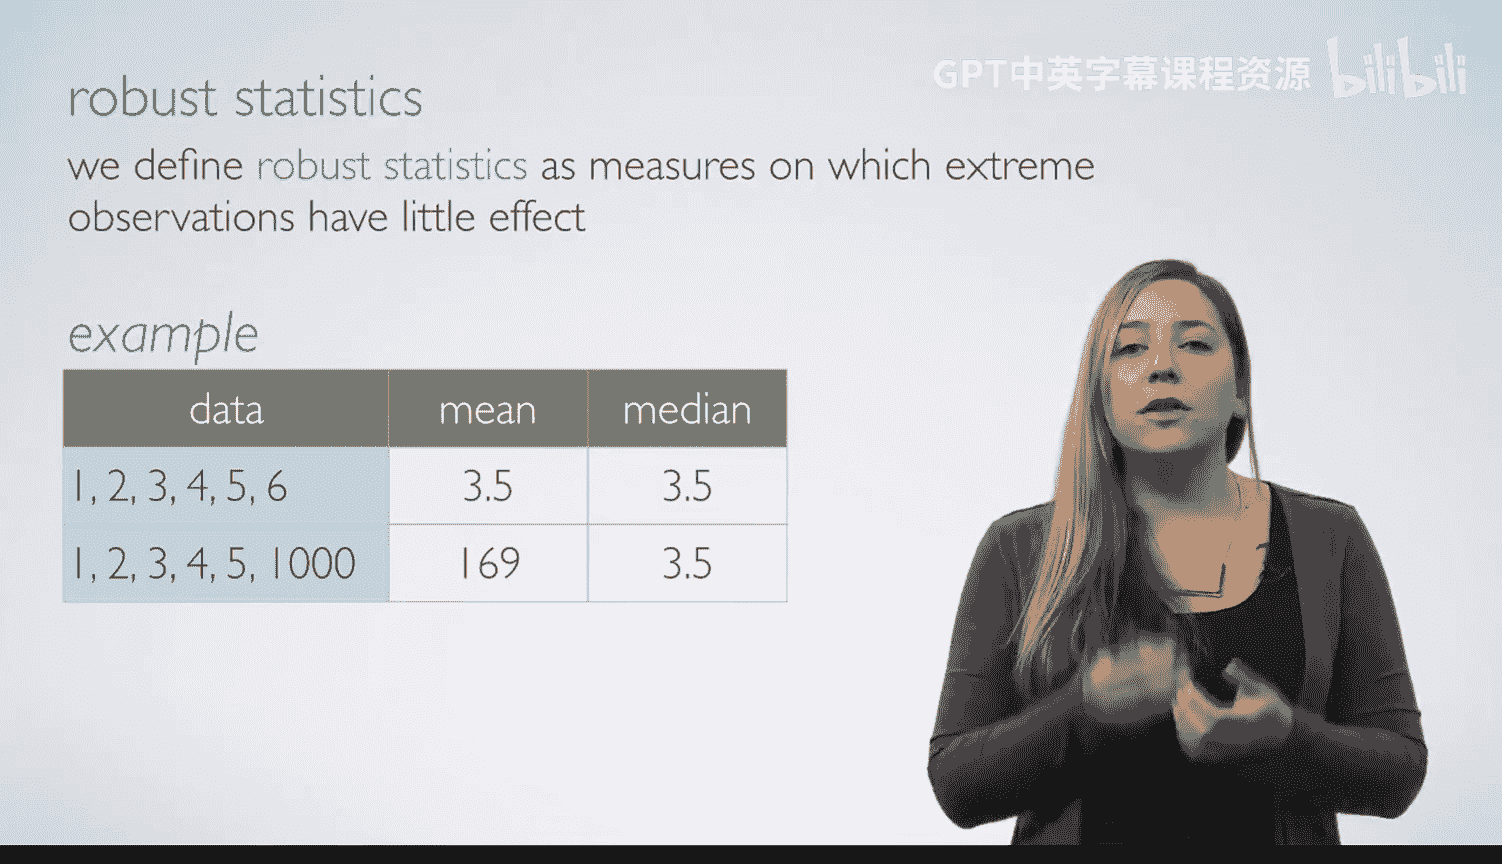 GPT中英字幕课程资源 bilibili
robust statistics
we define robust statistics as measures on which extreme
observations have little effect
example
data mean median
1, 2, 3, 4, 5, 6 3.5 3.5
1, 2, 3, 4, 5, 1000 169 3.5